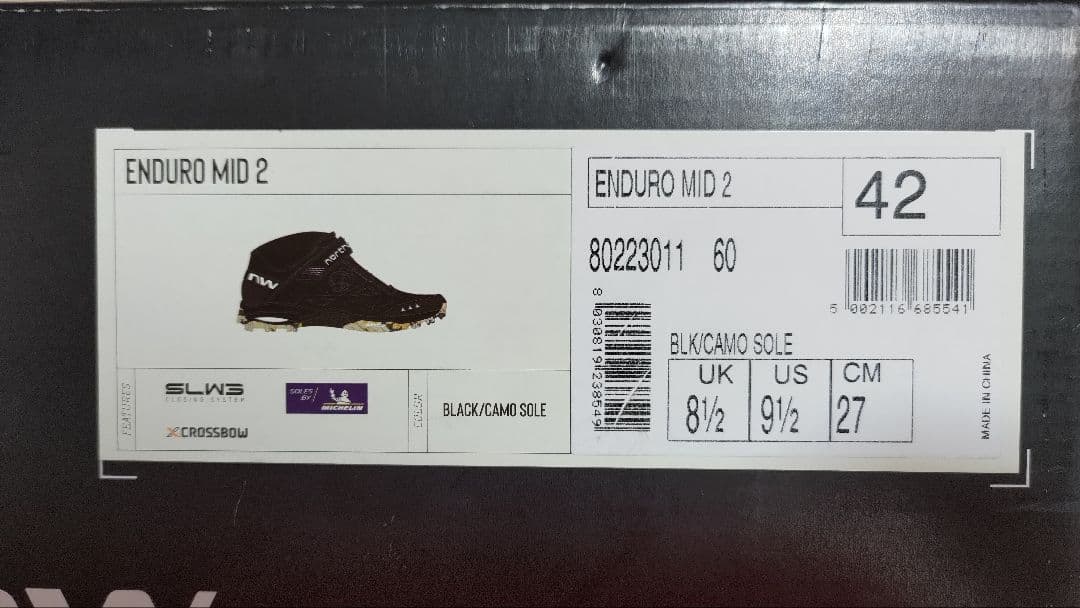 ENDURO MID 2
NW
north
FEATURES
SLW3
CLOSING SYSTEM
XCROSSBOW
SOLES BY/
MICHELIN
COLOR
BLACK/CAMO SOLE
ENDURO MID 2
42
80223011 60
8 030819 238549
5 002116 685541
BLK/CAMO SOLE
UK US CM
8½ 9½ 27
MADE IN CHINA